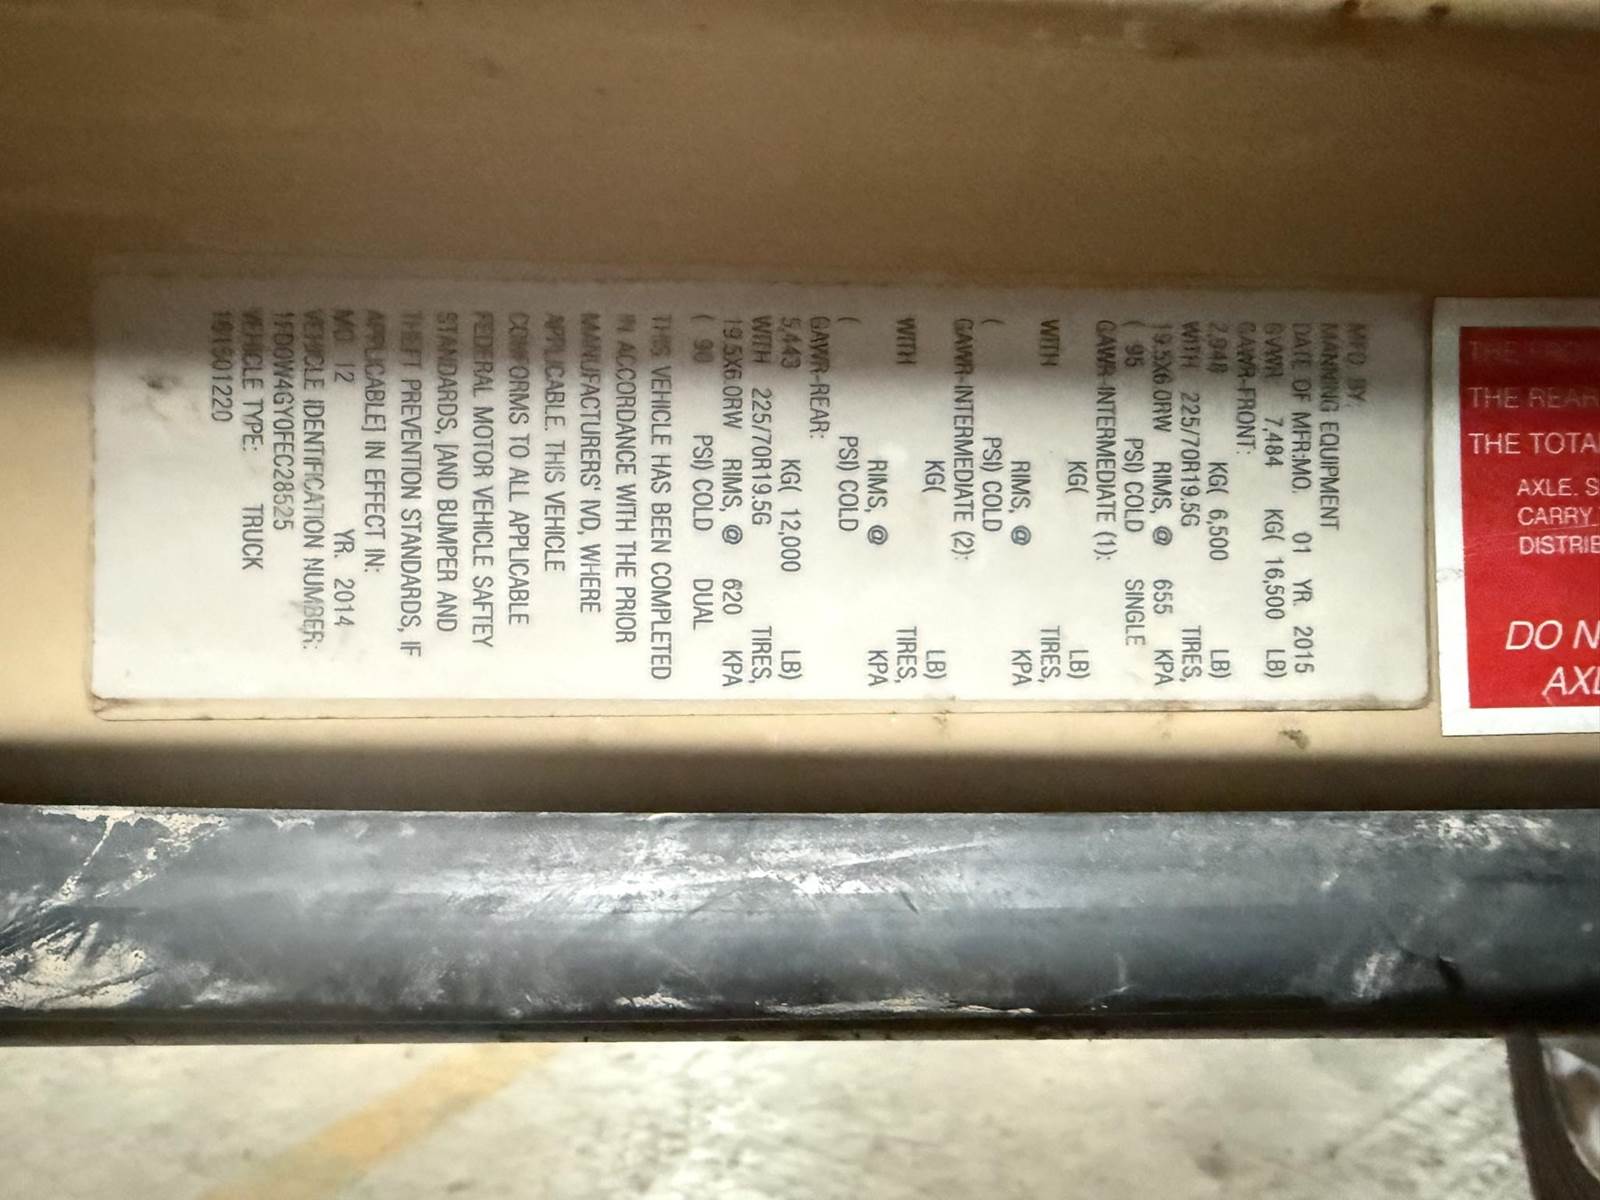 MFD. BY:
MANNING EQUIPMENT
DATE OF MFR:MO. 01 YR. 2015
GVWR 7,484 KG( 16,500 LB)
GAWR-FRONT:
2,948 KG( 6,500 LB)
WITH 225/70R19.5G TIRES,
19.5X6.0RW RIMS, @ 655 KPA
( 95 PSI) COLD SINGLE
GAWR-INTERMEDIATE (1):
KG( LB)
WITH TIRES,
RIMS, @ KPA
( PSI) COLD
GAWR-INTERMEDIATE (2):
KG( LB)
WITH TIRES,
RIMS, @ KPA
( PSI) COLD
GAWR-REAR:
5,443 KG( 12,000 LB)
WITH 225/70R19.5G TIRES,
19.5X6.0RW RIMS, @ 620 KPA
( 90 PSI) COLD DUAL
THIS VEHICLE HAS BEEN COMPLETED
IN ACCORDANCE WITH THE PRIOR
MANUFACTURERS' IVD, WHERE
APPLICABLE. THIS VEHICLE
CONFORMS TO ALL APPLICABLE
FEDERAL MOTOR VEHICLE SAFTEY
STANDARDS, [AND BUMPER AND
THEFT PREVENTION STANDARDS, IF
APPLICABLE] IN EFFECT IN:
MO. 12 YR. 2014
VEHICLE IDENTIFICATION NUMBER:
1FDOW4GY0FEC28525
VEHICLE TYPE: TRUCK
161501220
THE
THE REAR
THE TOTA
AXLE. S
CARRY
DISTRIB
DO N
AXL